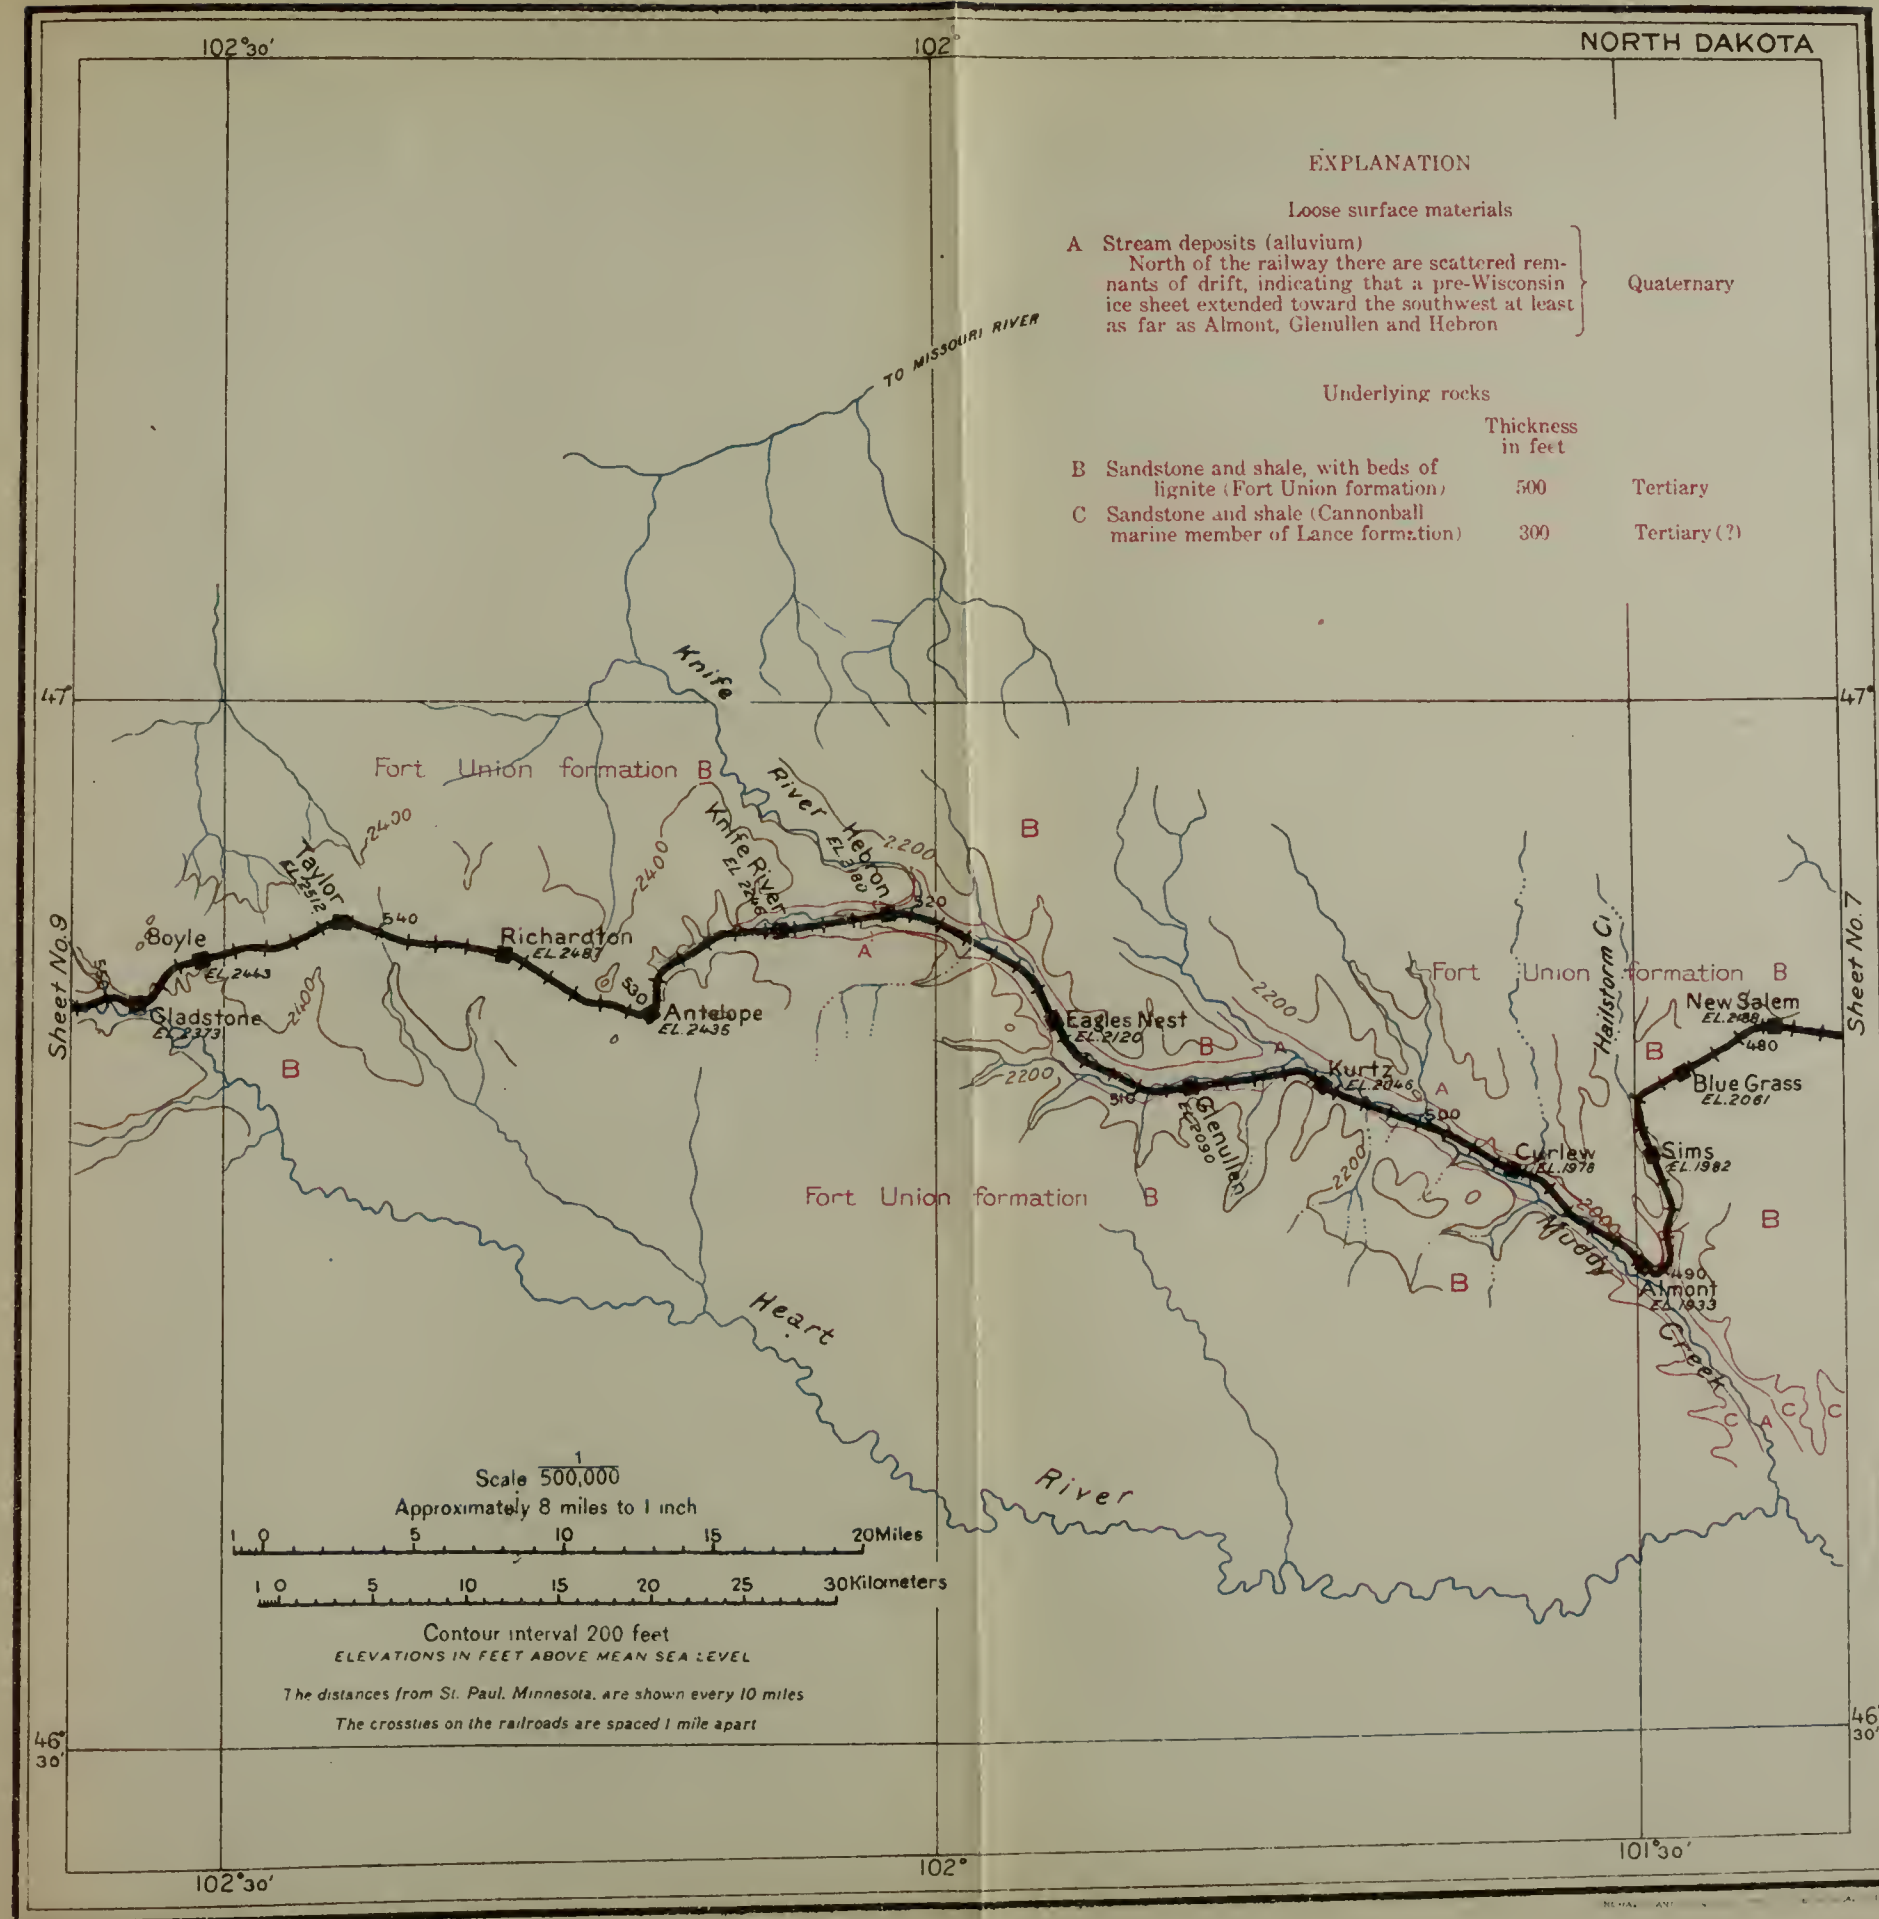 102°30′
102°
NORTH DAKOTA
EXPLANATION
Loose surface materials
A Stream deposits (alluvium)
North of the railway there are scattered rem-
nants of drift, indicating that a pre-Wisconsin
ice sheet extended toward the southwest at least
as far as Almont, Glenullen and Hebron
Quaternary
Underlying rocks
Thickness
in feet
B Sandstone and shale, with beds of
lignite (Fort Union formation) 500 Tertiary
C Sandstone and shale (Cannonball
marine member of Lance formation) 300 Tertiary (?)
TO MISSOURI RIVER
Knife
River
47°
47°
Fort Union formation B
2400
2400
2200
B
Taylor
EL.2512
Knife River
EL 2246
Hebron
EL 2180
540
520
Boyle
EL.2463
Richardton
EL.2487
A
Sheet No.9
550
Gladstone
EL.2373
2400
530
Antelope
EL.2435
B
Eagles Nest
EL.2120
2200
B
A
2200
510
Glenullen
EL.2090
Kurtz
EL.2046
A
500
Fort Union formation B
Hailstorm Cr
New Salem
EL.2188
480
Sheet No.7
B
Blue Grass
EL.2061
Curlew
EL.1978
Sims
EL.1982
2200
Fort Union formation B
2000
B
Muddy
Creek
B
490
Almont
EL.1933
C
A
C
C
Heart
River
Scale 1
500,000
Approximately 8 miles to 1 inch
1 0 5 10 15 20 Miles
1 0 5 10 15 20 25 30 Kilometers
Contour interval 200 feet
ELEVATIONS IN FEET ABOVE MEAN SEA LEVEL
The distances from St. Paul, Minnesota, are shown every 10 miles
The crossties on the railroads are spaced 1 mile apart
46°
30′
46°
30′
102°30′
102°
101°30′